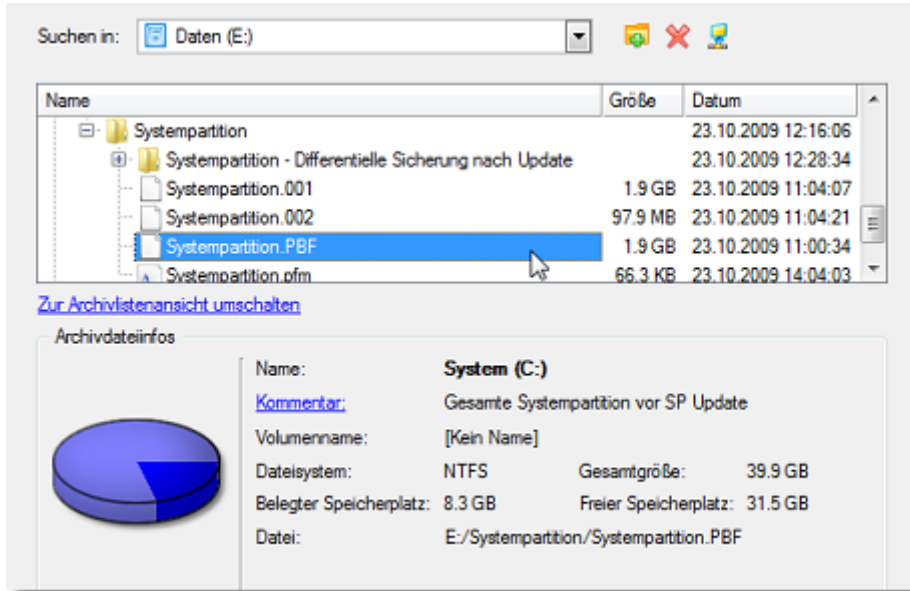 Suchen in: Daten (E:)
Name Größe Datum
Systempartition 23.10.2009 12:16:06
Systempartition - Differentielle Sicherung nach Update 23.10.2009 12:28:34
Systempartition.001 1.9 GB 23.10.2009 11:04:07
Systempartition.002 97.9 MB 23.10.2009 11:04:21
Systempartition.PBF 1.9 GB 23.10.2009 11:00:34
Systempartition.pfm 66.3 KB 23.10.2009 14:04:03
Zur Archivlistenansicht umschalten
Archivdateiinfos
Name: System (C:)
Kommentar: Gesamte Systempartition vor SP Update
Volumenname: [Kein Name]
Dateisystem: NTFS Gesamtgröße: 39.9 GB
Belegter Speicherplatz: 8.3 GB Freier Speicherplatz: 31.5 GB
Datei: E:/Systempartition/Systempartition.PBF